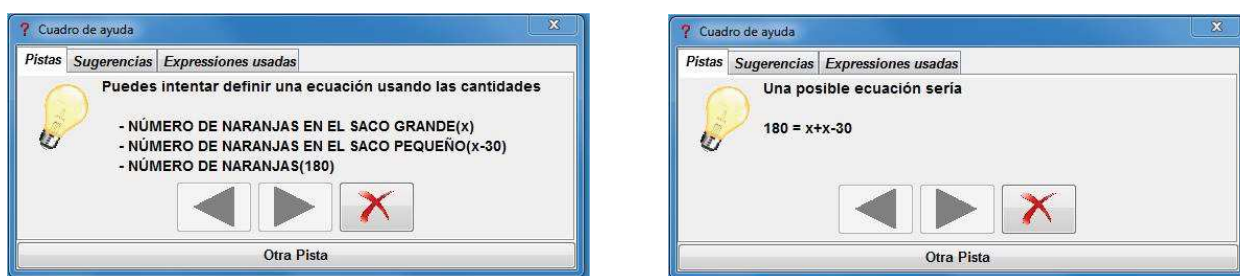 Cuadro de ayuda
Pistas Sugerencias Expressiones usadas
Puedes intentar definir una ecuación usando las cantidades
- NÚMERO DE NARANJAS EN EL SACO GRANDE(x)
- NÚMERO DE NARANJAS EN EL SACO PEQUEÑO(x-30)
- NÚMERO DE NARANJAS(180)
Otra Pista
Cuadro de ayuda
Pistas Sugerencias Expressiones usadas
Una posible ecuación sería
180 = x+x-30
Otra Pista